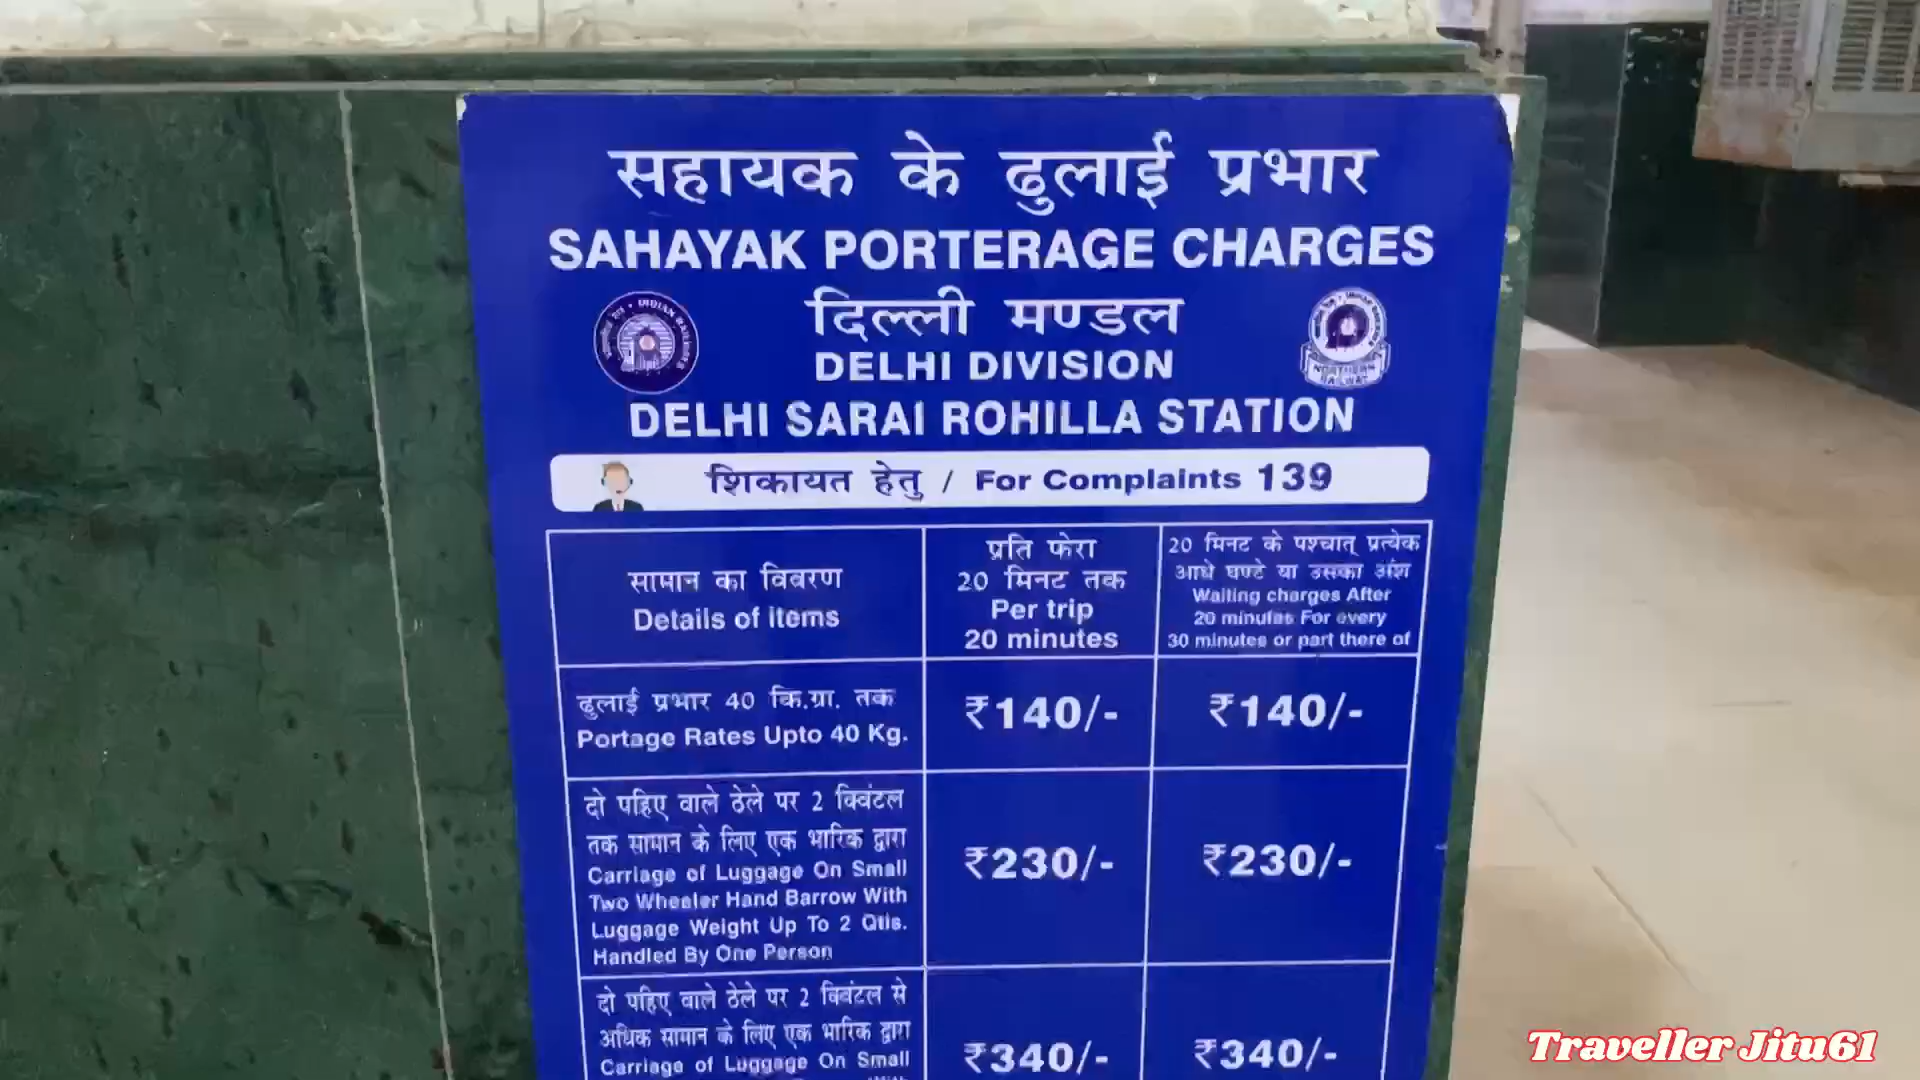 सहायक के ढुलाई प्रभार
SAHAYAK PORTERAGE CHARGES
दिल्ली मण्डल
DELHI DIVISION
DELHI SARAI ROHILLA STATION
INDIAN RAILWAYS
NORTHERN RAILWAY
शिकायत हेतु / For Complaints 139
सामान का विवरण
Details of items
प्रति फेरा
20 मिनट तक
Per trip
20 minutes
20 मिनट के पश्चात् प्रत्येक
आधे घण्टे या उसका अंश
Waiting charges After
20 minutes For every
30 minutes or part there of
ढुलाई प्रभार 40 कि.ग्रा. तक
Portage Rates Upto 40 Kg.
₹140/-
₹140/-
दो पहिए वाले ठेले पर 2 क्विंटल
तक सामान के लिए एक भारिक द्वारा
Carriage of Luggage On Small
Two Wheeler Hand Barrow With
Luggage Weight Up To 2 Qtls.
Handled By One Person
₹230/-
₹230/-
दो पहिए वाले ठेले पर 2 क्विंटल से
अधिक सामान के लिए एक भारिक द्वारा
Carriage of Luggage On Small
₹340/-
₹340/-
Traveller Jitu61